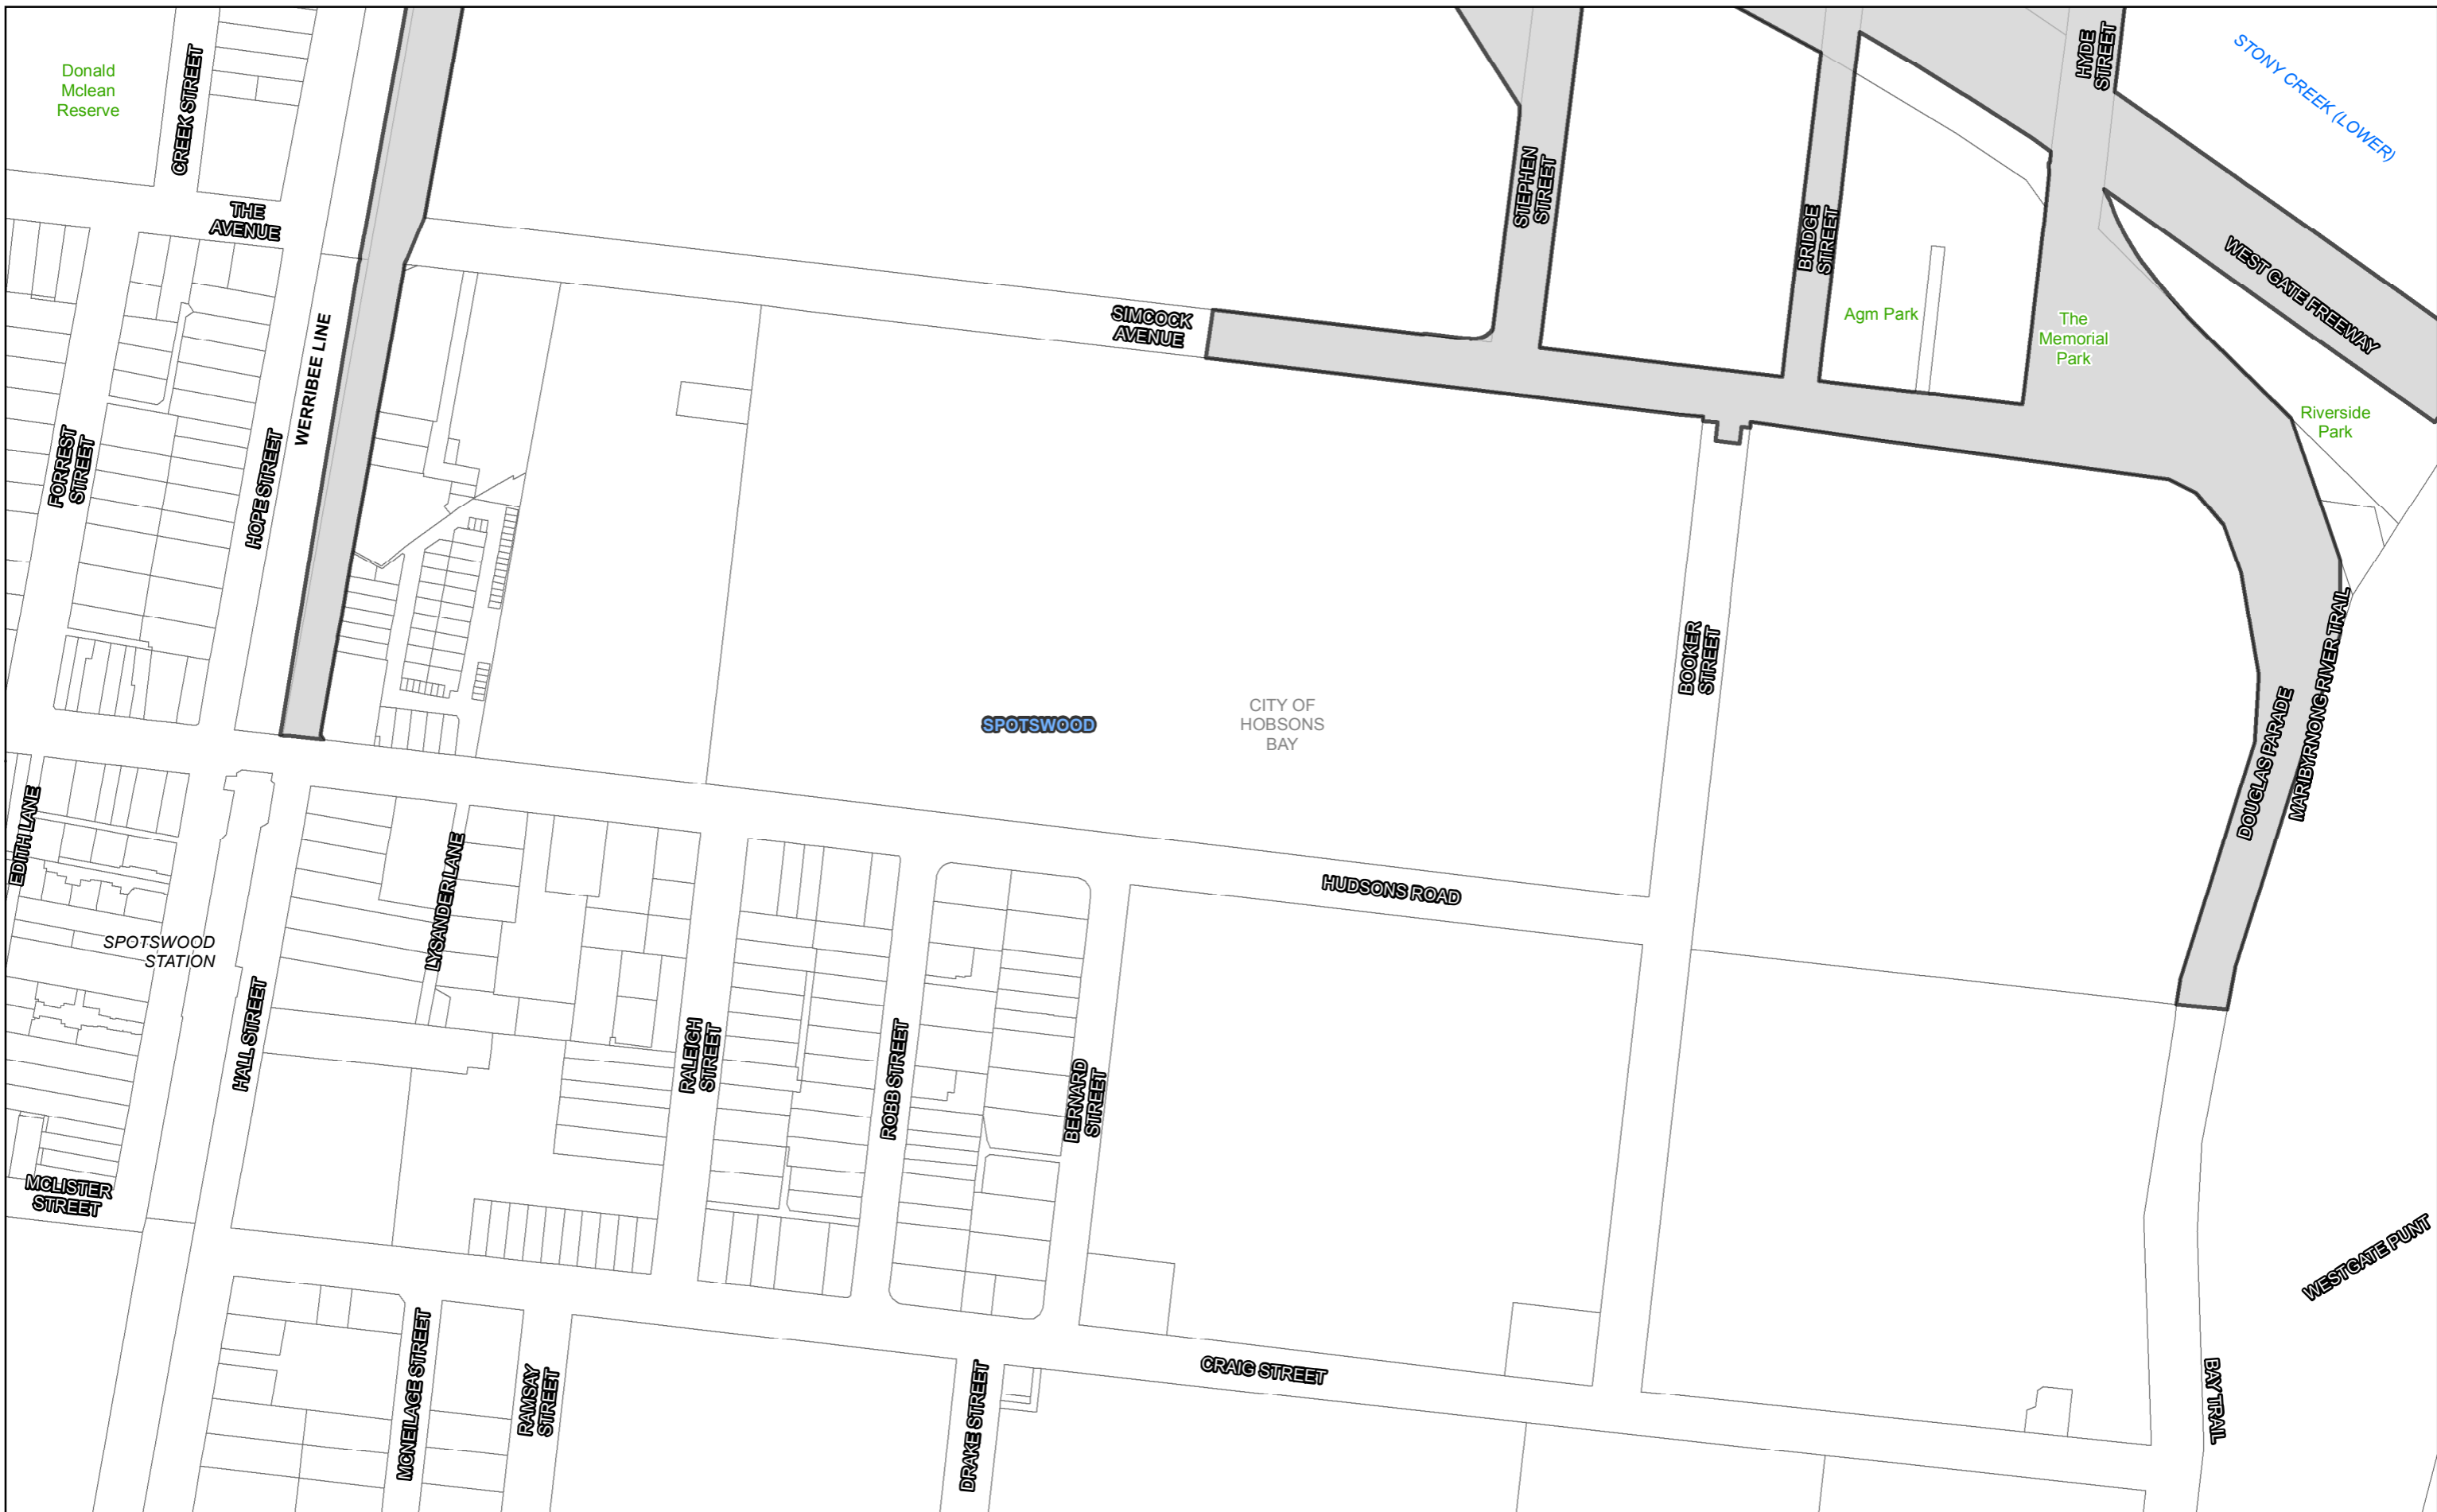 Donald
Mclean
Reserve
CREEK STREET
THE
AVENUE
HYDE
STREET
STONY CREEK (LOWER)
STEPHEN
STREET
BRIDGE
STREET
WEST GATE FREEWAY
SIMCOCK
AVENUE
Agm Park
The
Memorial
Park
Riverside
Park
WERRIBEE LINE
FORREST
STREET
HOPE STREET
BOOKER
STREET
SPOTSWOOD
CITY OF
HOBSONS
BAY
DOUGLAS PARADE
MARIBYRNONG RIVER TRAIL
EDITH LANE
LYSANDER LANE
HUDSONS ROAD
SPOTSWOOD
STATION
HALL STREET
RALEIGH
STREET
ROBB STREET
BERNARD
STREET
MCLISTER
STREET
WESTGATE PUNT
MCNEILAGE STREET
RAMSAY
STREET
DRAKE STREET
CRAIG STREET
BAY TRAIL